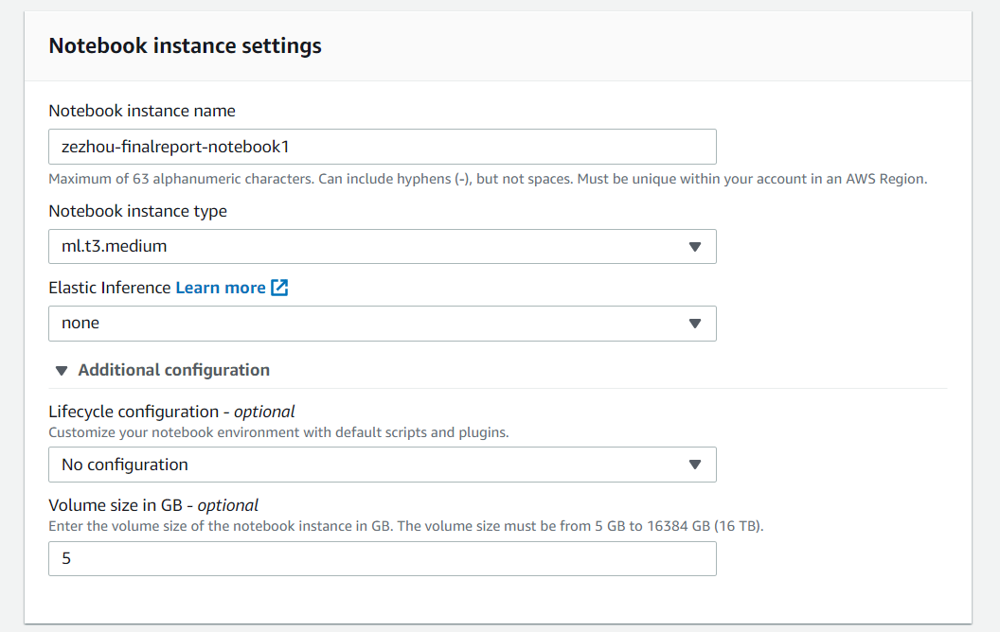 Notebook instance settings
Notebook instance name
zezhou-finalreport-notebook1
Maximum of 63 alphanumeric characters. Can include hyphens (-), but not spaces. Must be unique within your account in an AWS Region.
Notebook instance type
ml.t3.medium
Elastic Inference Learn more
none
Additional configuration
Lifecycle configuration - optional
Customize your notebook environment with default scripts and plugins.
No configuration
Volume size in GB - optional
Enter the volume size of the notebook instance in GB. The volume size must be from 5 GB to 16384 GB (16 TB).
5